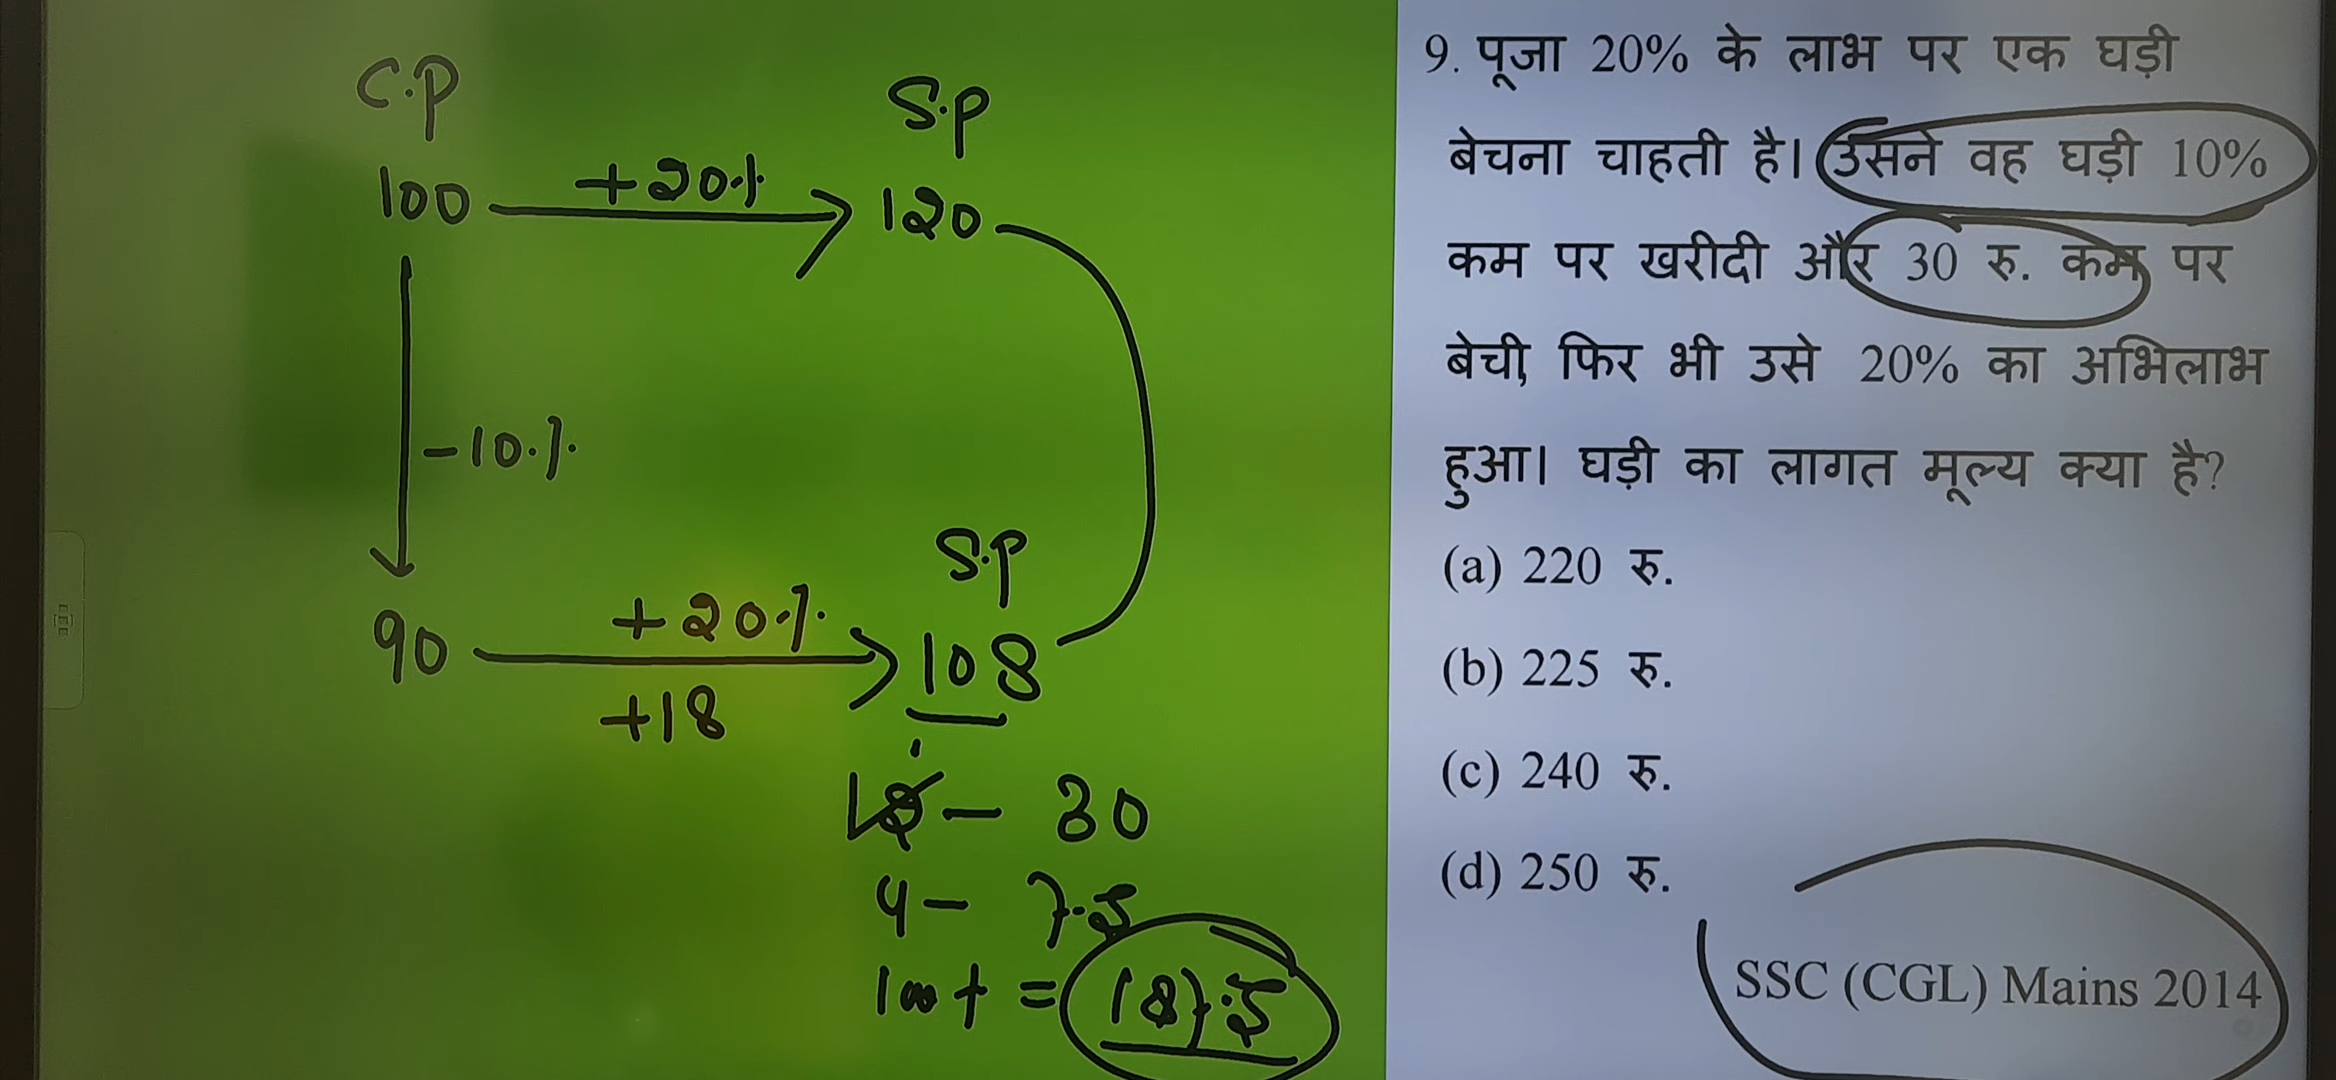 C.P
S.P
100
+20%
120
-10%
S.P
90
+20%
108
+18
- 30
4 - 7.5
100 + = 187.5
9. पूजा 20% के लाभ पर एक घड़ी
बेचना चाहती है। उसने वह घड़ी 10%
कम पर खरीदी और 30 रु. कम पर
बेची, फिर भी उसे 20% का अभिलाभ
हुआ। घड़ी का लागत मूल्य क्या है?
(a) 220 रु.
(b) 225 रु.
(c) 240 रु.
(d) 250 रु.
SSC (CGL) Mains 2014